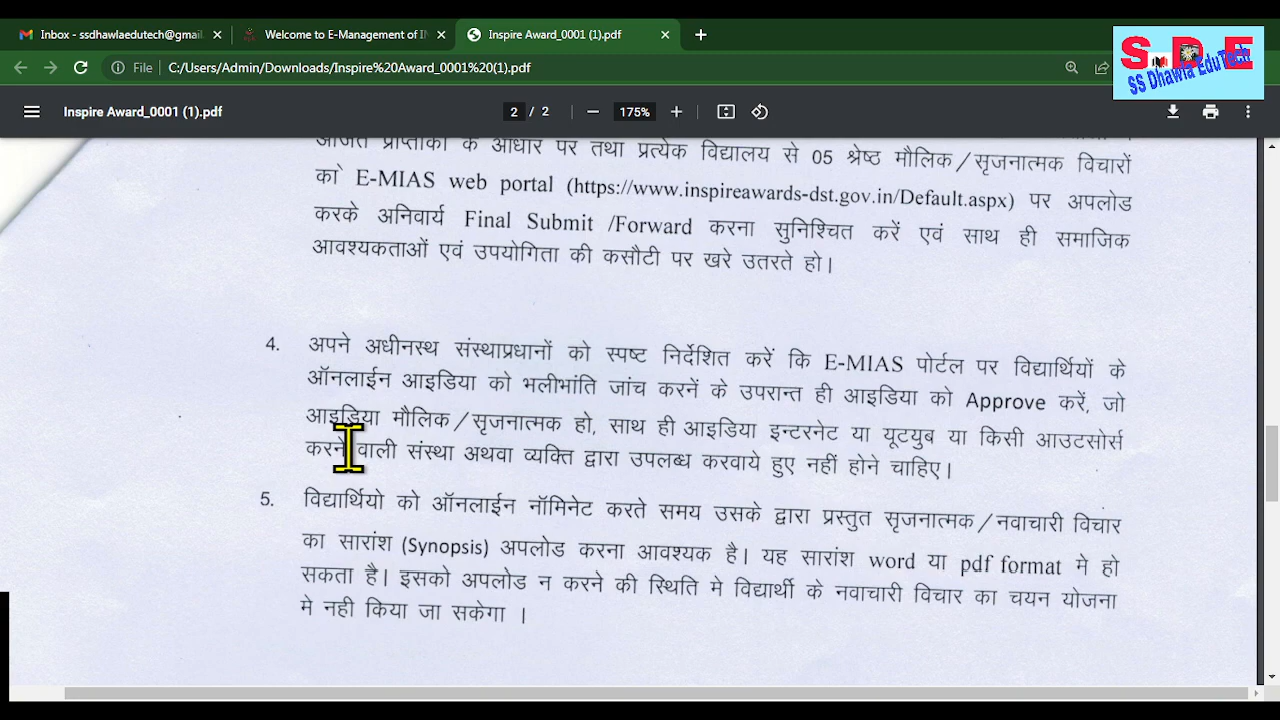 Inbox - ssdhawlaedutech@gmail.
Welcome to E-Management of IN
Inspire Award_0001 (1).pdf
File C:/Users/Admin/Downloads/Inspire%20Award_0001%20(1).pdf
S D E
SS Dhawla EduTech
Inspire Award_0001 (1).pdf
2 / 2
175%
के आधार पर तथा प्रत्येक विद्यालय से 05 श्रेष्ठ मौलिक/सृजनात्मक विचारों
को E-MIAS web portal (https://www.inspireawards-dst.gov.in/Default.aspx) पर अपलोड
करके अनिवार्य Final Submit /Forward करना सुनिश्चित करें एवं साथ ही समाजिक
आवश्यकताओं एवं उपयोगिता की कसौटी पर खरे उतरते हो।
4. अपने अधीनस्थ संस्थाप्रधानों को स्पष्ट निर्देशित करें कि E-MIAS पोर्टल पर विद्यार्थियों के
ऑनलाईन आइडिया को भलीभांति जांच करनें के उपरान्त ही आइडिया को Approve करें, जो
आइडिया मौलिक/सृजनात्मक हो, साथ ही आइडिया इन्टरनेट या यूटयुब या किसी आउटसोर्स
करने वाली संस्था अथवा व्यक्ति द्वारा उपलब्ध करवाये हुए नहीं होने चाहिए।
5. विद्यार्थियो को ऑनलाईन नॉमिनेट करते समय उसके द्वारा प्रस्तुत सृजनात्मक/नवाचारी विचार
का सारांश (Synopsis) अपलोड करना आवश्यक है। यह सारांश word या pdf format मे हो
सकता है। इसको अपलोड न करने की स्थिति मे विद्यार्थी के नवाचारी विचार का चयन योजना
मे नही किया जा सकेगा ।